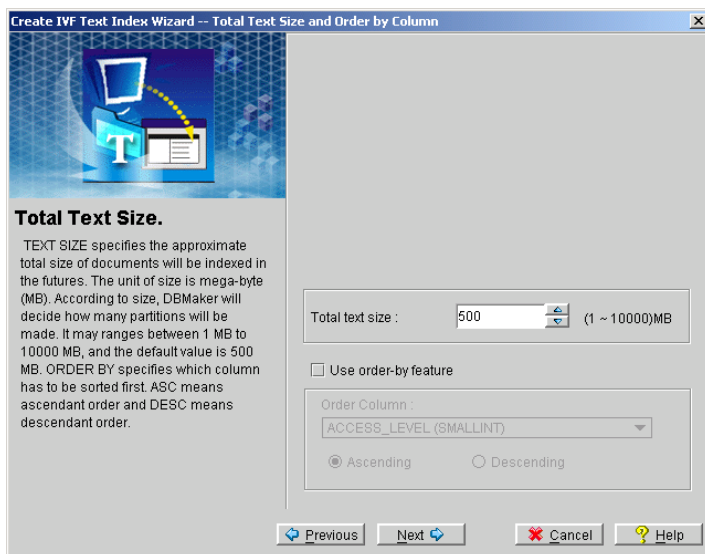 Create IVF Text Index Wizard -- Total Text Size and Order by Column
T
Total Text Size.
TEXT SIZE specifies the approximate
total size of documents will be indexed in
the futures. The unit of size is mega-byte
(MB). According to size, DBMaker will
decide how many partitions will be
made. It may ranges between 1 MB to
10000 MB, and the default value is 500
MB. ORDER BY specifies which column
has to be sorted first. ASC means
ascendant order and DESC means
descendant order.
Total text size :
500
(1 ~ 10000)MB
Use order-by feature
Order Column :
ACCESS_LEVEL (SMALLINT)
Ascending
Descending
Previous
Next
Cancel
Help